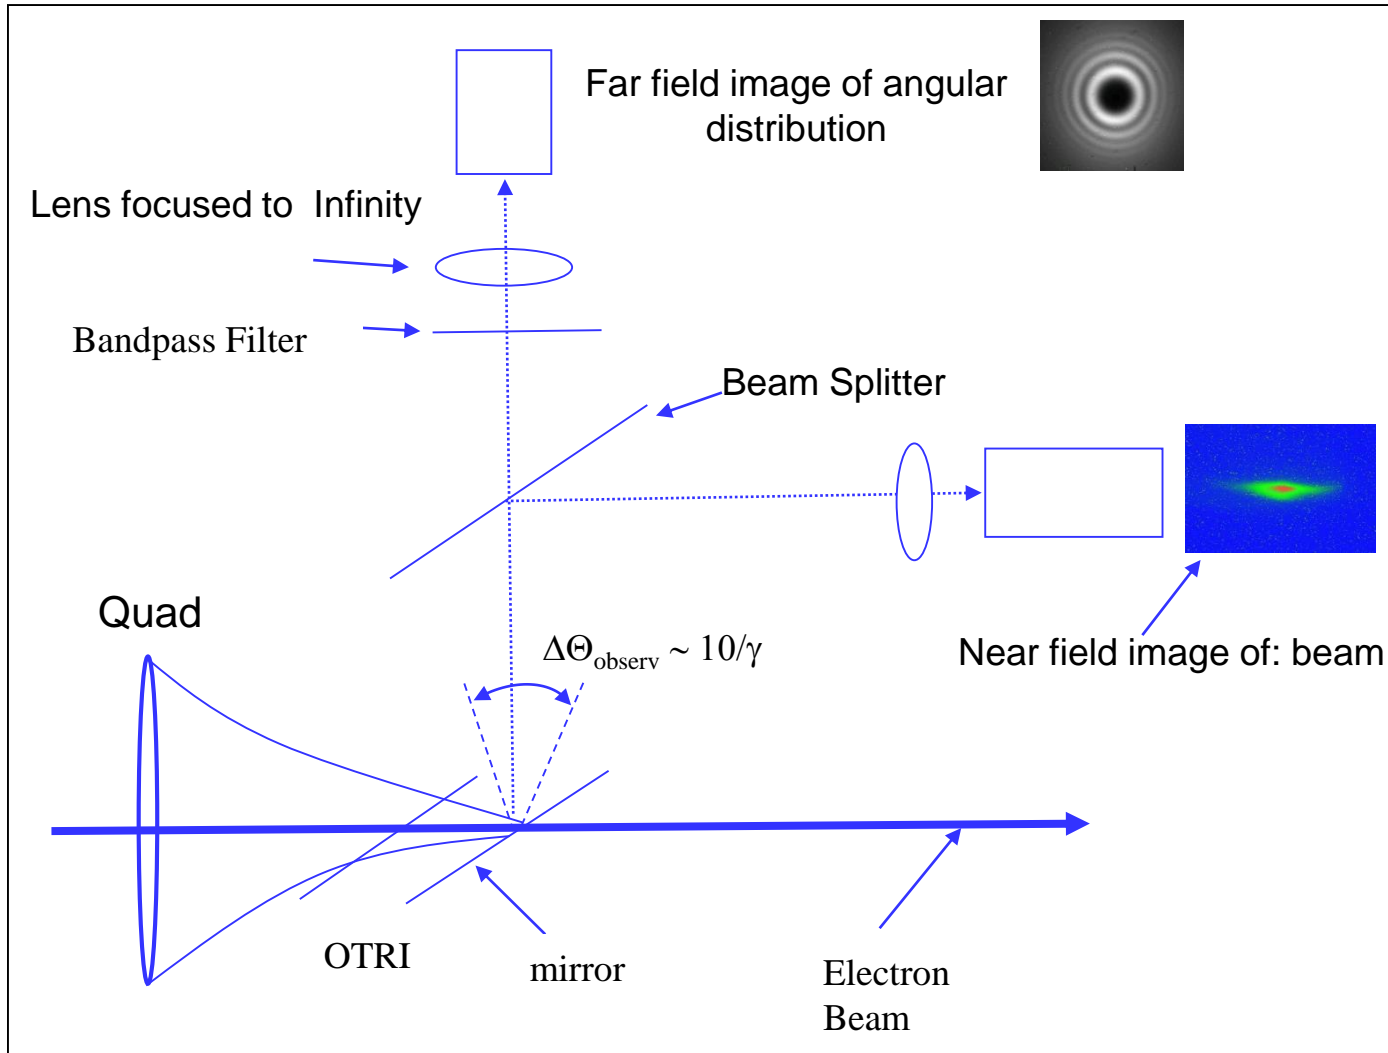 Far field image of angular
distribution
Lens focused to Infinity
Bandpass Filter
Beam Splitter
Quad
ΔΘobserv ~ 10/γ
Near field image of: beam
OTRI
mirror
Electron
Beam